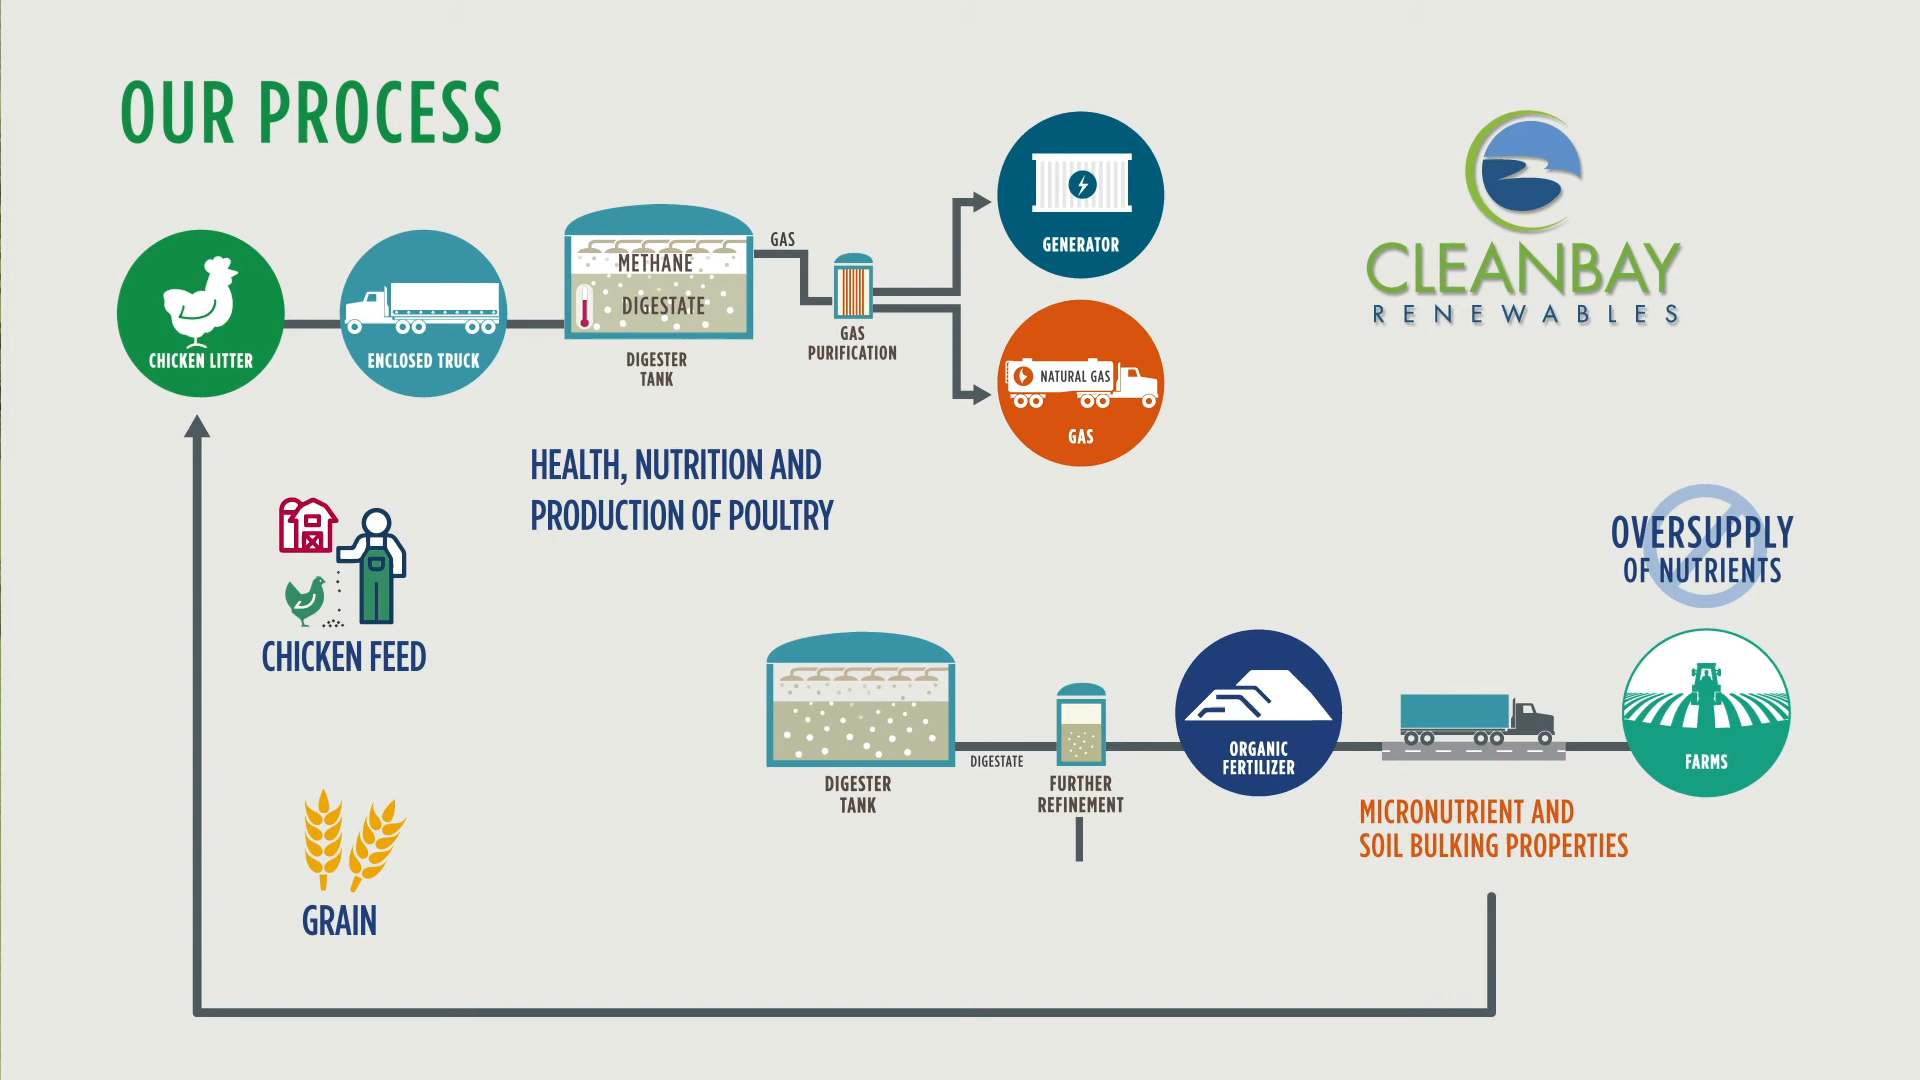 OUR PROCESS
CHICKEN LITTER
ENCLOSED TRUCK
METHANE
DIGESTATE
DIGESTER
TANK
GAS
GAS
PURIFICATION
GENERATOR
NATURAL GAS
GAS
CLEANBAY
RENEWABLES
HEALTH, NUTRITION AND
PRODUCTION OF POULTRY
CHICKEN FEED
GRAIN
DIGESTER
TANK
DIGESTATE
FURTHER
REFINEMENT
ORGANIC
FERTILIZER
MICRONUTRIENT AND
SOIL BULKING PROPERTIES
OVERSUPPLY
OF NUTRIENTS
FARMS